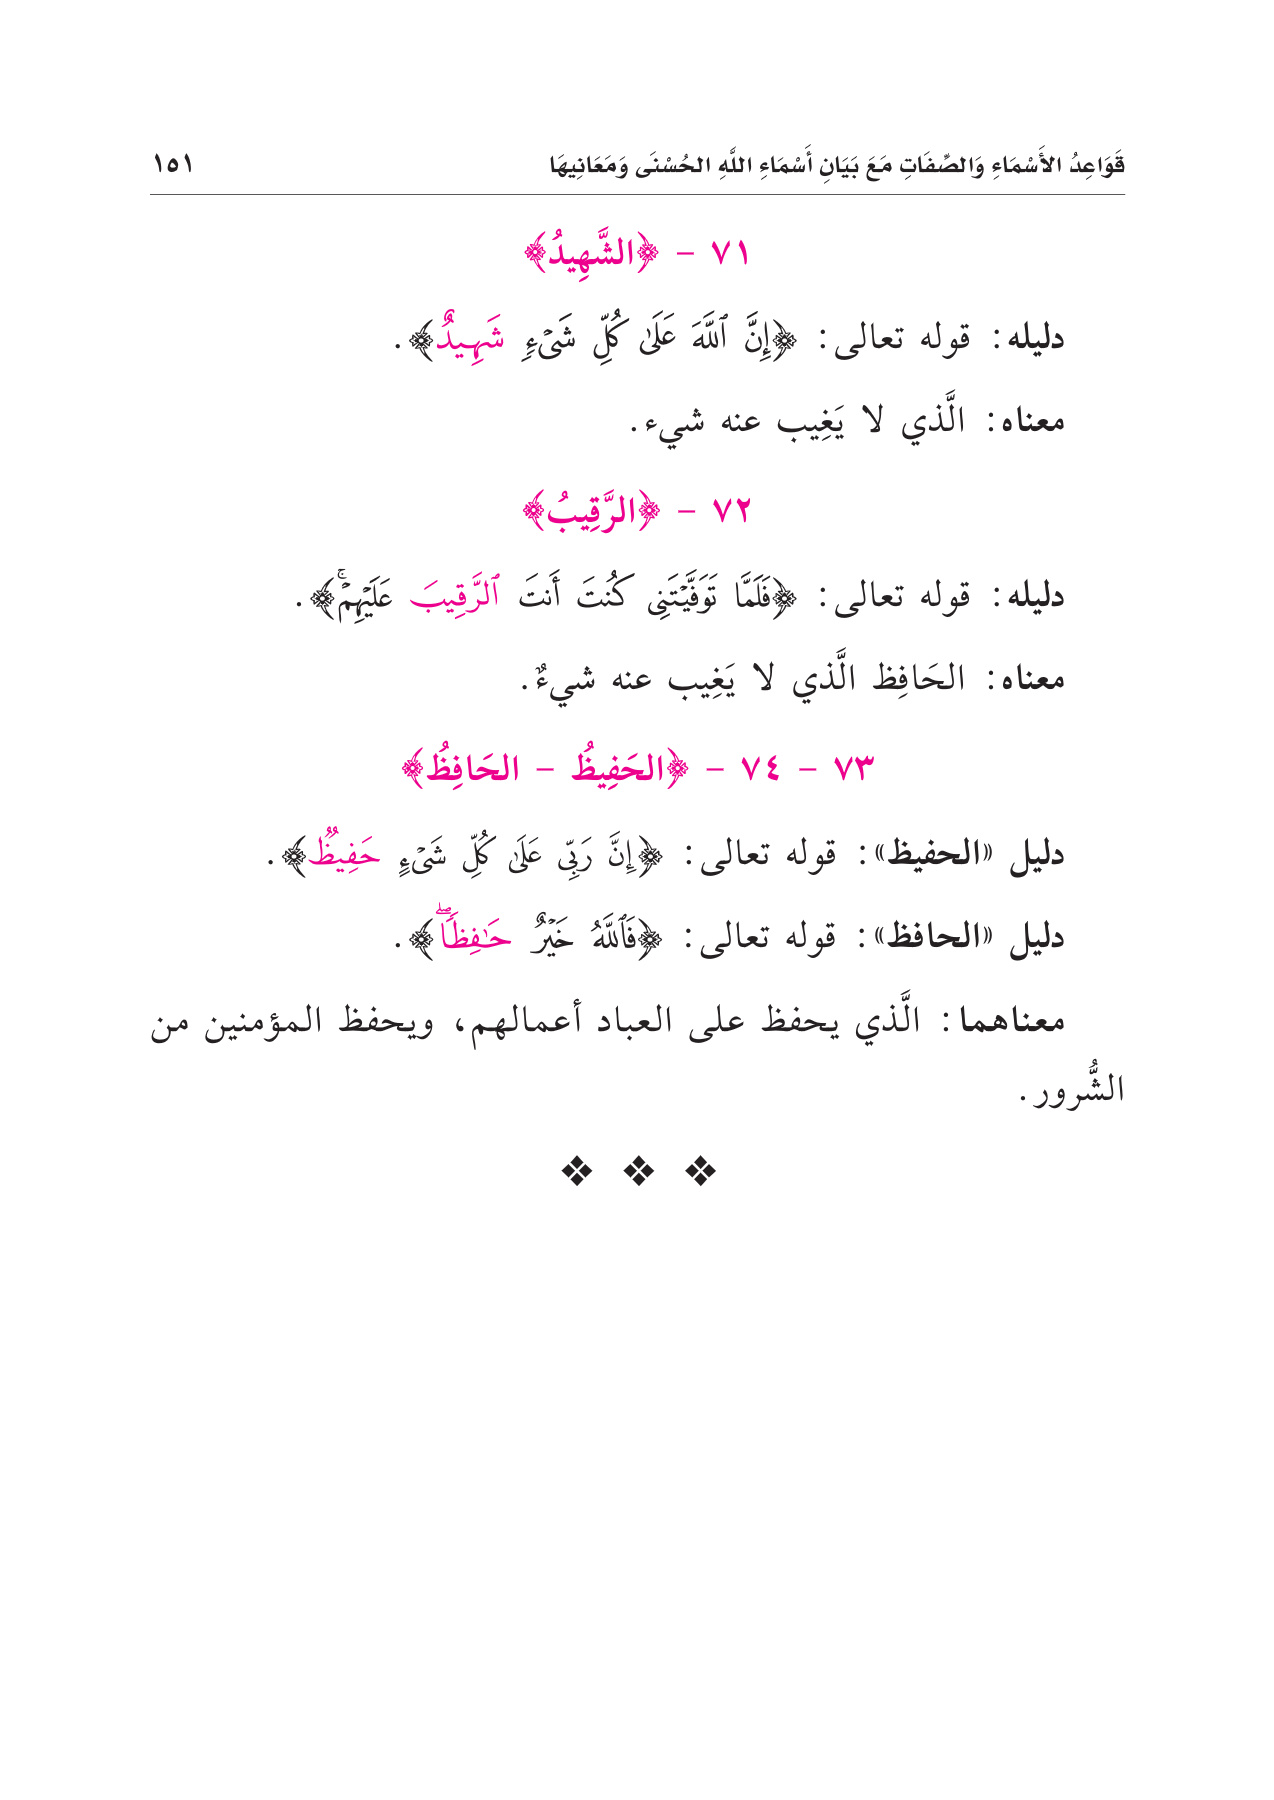 قَوَاعِدُ الأَسْمَاءِ وَالصِّفَاتِ مَعَ بَيَانِ أَسْمَاءِ اللَّهِ الحُسْنَى وَمَعَانِيهَا ١٥١
٧١ - ﴿الشَّهِيدُ﴾
دليله: قوله تعالى: ﴿إِنَّ ٱللَّهَ عَلَىٰ كُلِّ شَىْءٍ شَهِيدٌ﴾.
معناه: الَّذي لا يَغِيب عنه شيء.
٧٢ - ﴿الرَّقِيبُ﴾
دليله: قوله تعالى: ﴿فَلَمَّا تَوَفَّيْتَنِى كُنتَ أَنتَ ٱلرَّقِيبَ عَلَيْهِمْۚ﴾.
معناه: الحَافِظ الَّذي لا يَغِيب عنه شيءٌ.
٧٣ - ٧٤ - ﴿الحَفِيظُ - الحَافِظُ﴾
دليل «الحفيظ»: قوله تعالى: ﴿إِنَّ رَبِّى عَلَىٰ كُلِّ شَىْءٍ حَفِيظٌ﴾.
دليل «الحافظ»: قوله تعالى: ﴿فَٱللَّهُ خَيْرٌ حَـٰفِظًاۖ﴾.
معناهما: الَّذي يحفظ على العباد أعمالهم، ويحفظ المؤمنين من
الشُّرور.
❖ ❖ ❖